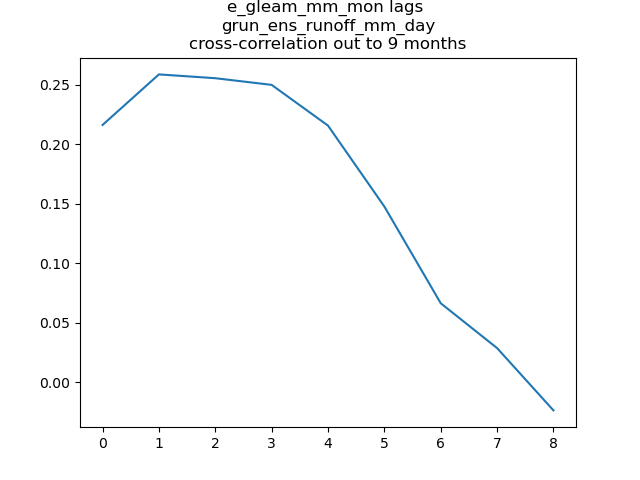 e_gleam_mm_mon lags
grun_ens_runoff_mm_day
cross-correlation out to 9 months
0.25
0.20
0.15
0.10
0.05
0.00
0 1 2 3 4 5 6 7 8